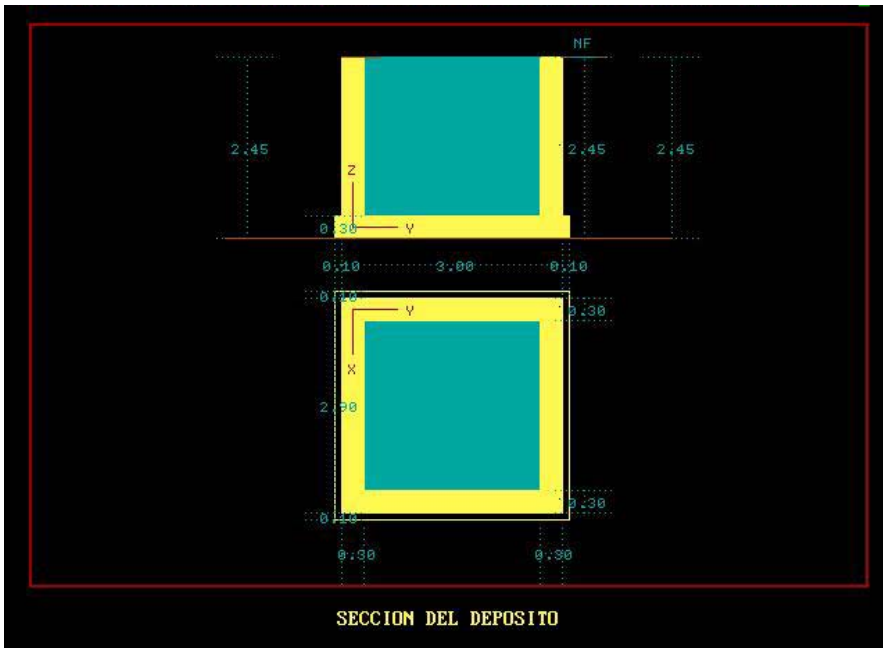 NF
2.45 2.45 2.45
Z
0.30 Y
0.10 3.00 0.10
0.10
Y 0.30
X
2.90
0.30
0.10
0.30 0.30
SECCION DEL DEPOSITO